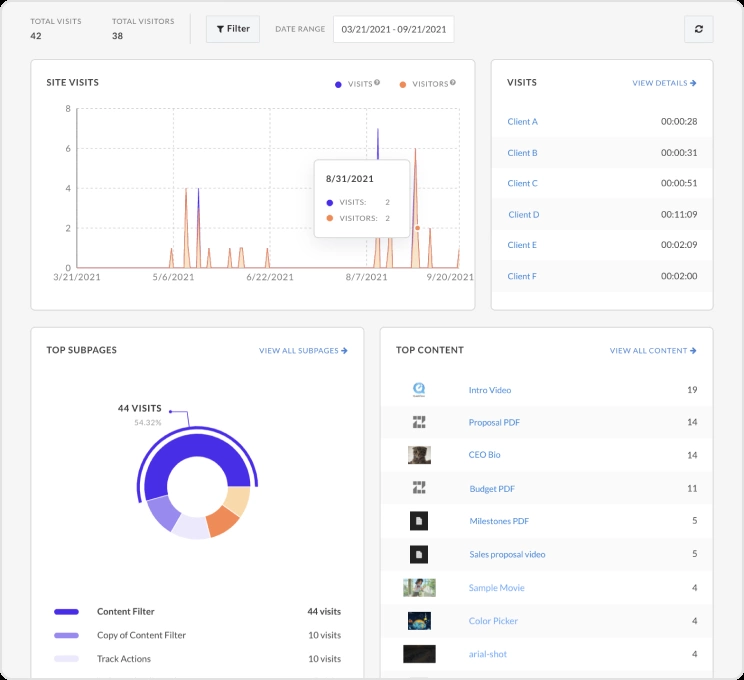 TOTAL VISITS
42
TOTAL VISITORS
38
Filter
DATE RANGE
03/21/2021 - 09/21/2021
SITE VISITS
VISITS
VISITORS
8
6
4
2
0
3/21/2021
5/6/2021
6/22/2021
8/7/2021
9/20/2021
8/31/2021
VISITS: 2
VISITORS: 2
VISITS
VIEW DETAILS
Client A 00:00:28
Client B 00:00:31
Client C 00:00:51
Client D 00:11:09
Client E 00:02:09
Client F 00:02:00
TOP SUBPAGES
VIEW ALL SUBPAGES
44 VISITS
54.32%
Content Filter 44 visits
Copy of Content Filter 10 visits
Track Actions 10 visits
TOP CONTENT
VIEW ALL CONTENT
Intro Video 19
Proposal PDF 14
CEO Bio 14
Budget PDF 11
Milestones PDF 5
Sales proposal video 5
Sample Movie 4
Color Picker 4
arial-shot 4